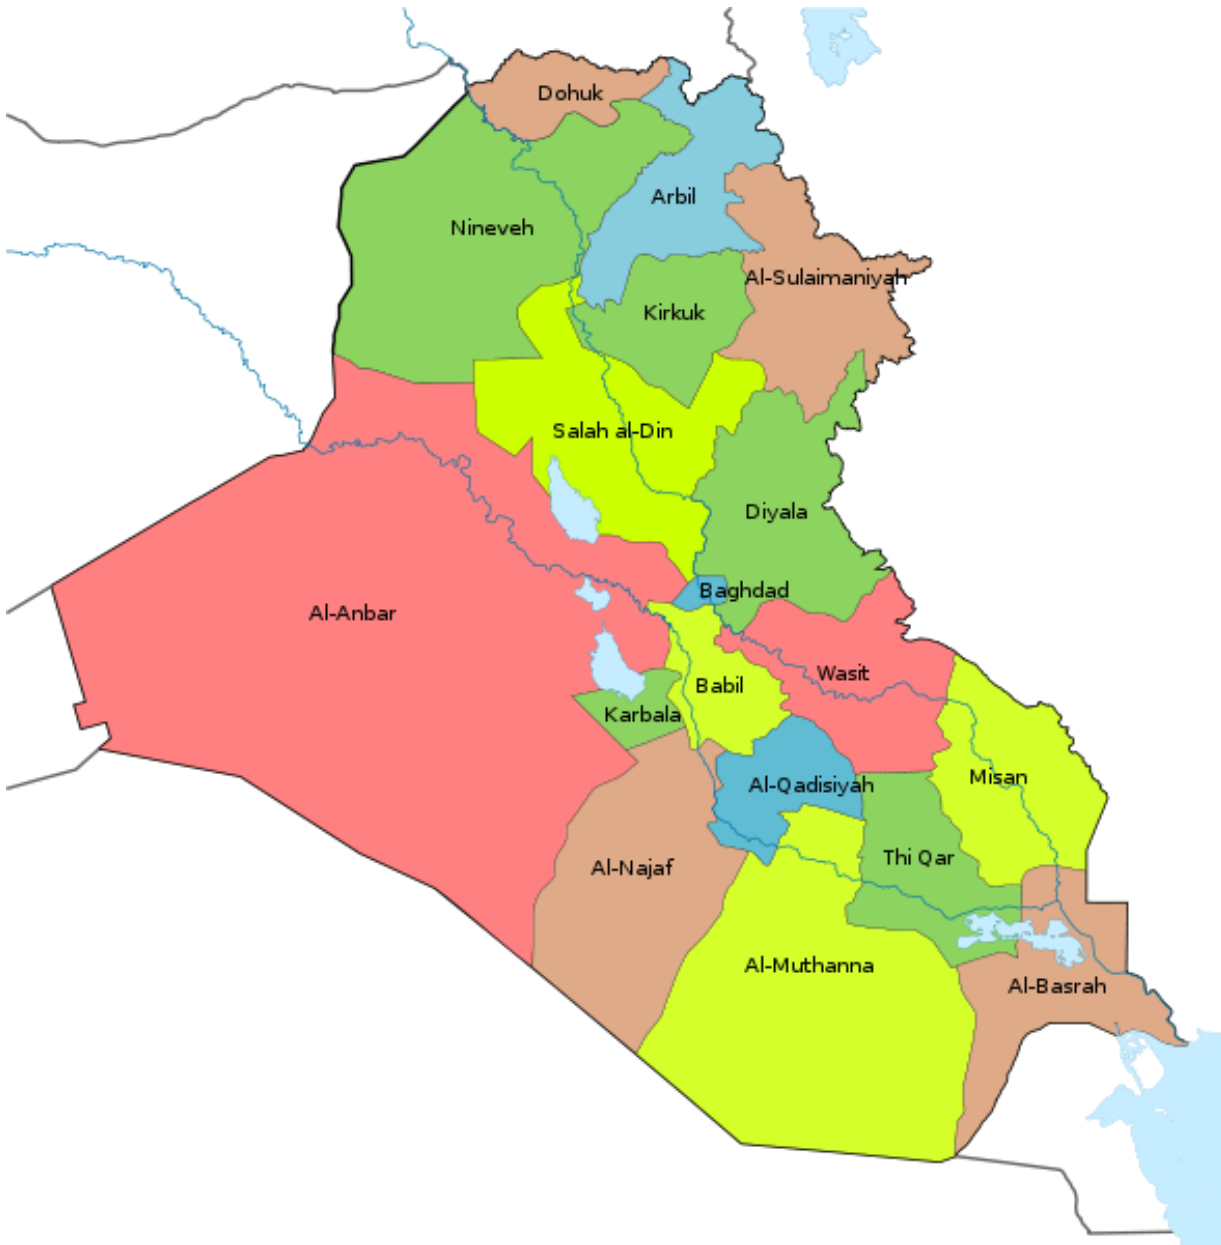 Dohuk
Arbil
Nineveh
Al-Sulaimaniyah
Kirkuk
Salah al-Din
Diyala
Baghdad
Al-Anbar
Wasit
Babil
Karbala
Misan
Al-Qadisiyah
Thi Qar
Al-Najaf
Al-Muthanna
Al-Basrah